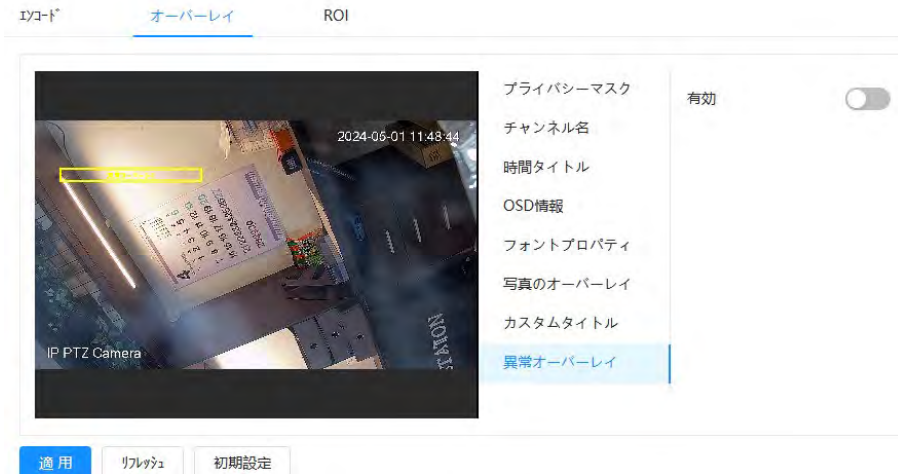 ｴﾝｺｰﾄﾞ
オーバーレイ
ROI
2024-05-01 11:48:44
IP PTZ Camera
プライバシーマスク
チャンネル名
時間タイトル
OSD情報
フォントプロパティ
写真のオーバーレイ
カスタムタイトル
異常オーバーレイ
有効
適用
ﾘﾌﾚｯｼｭ
初期設定